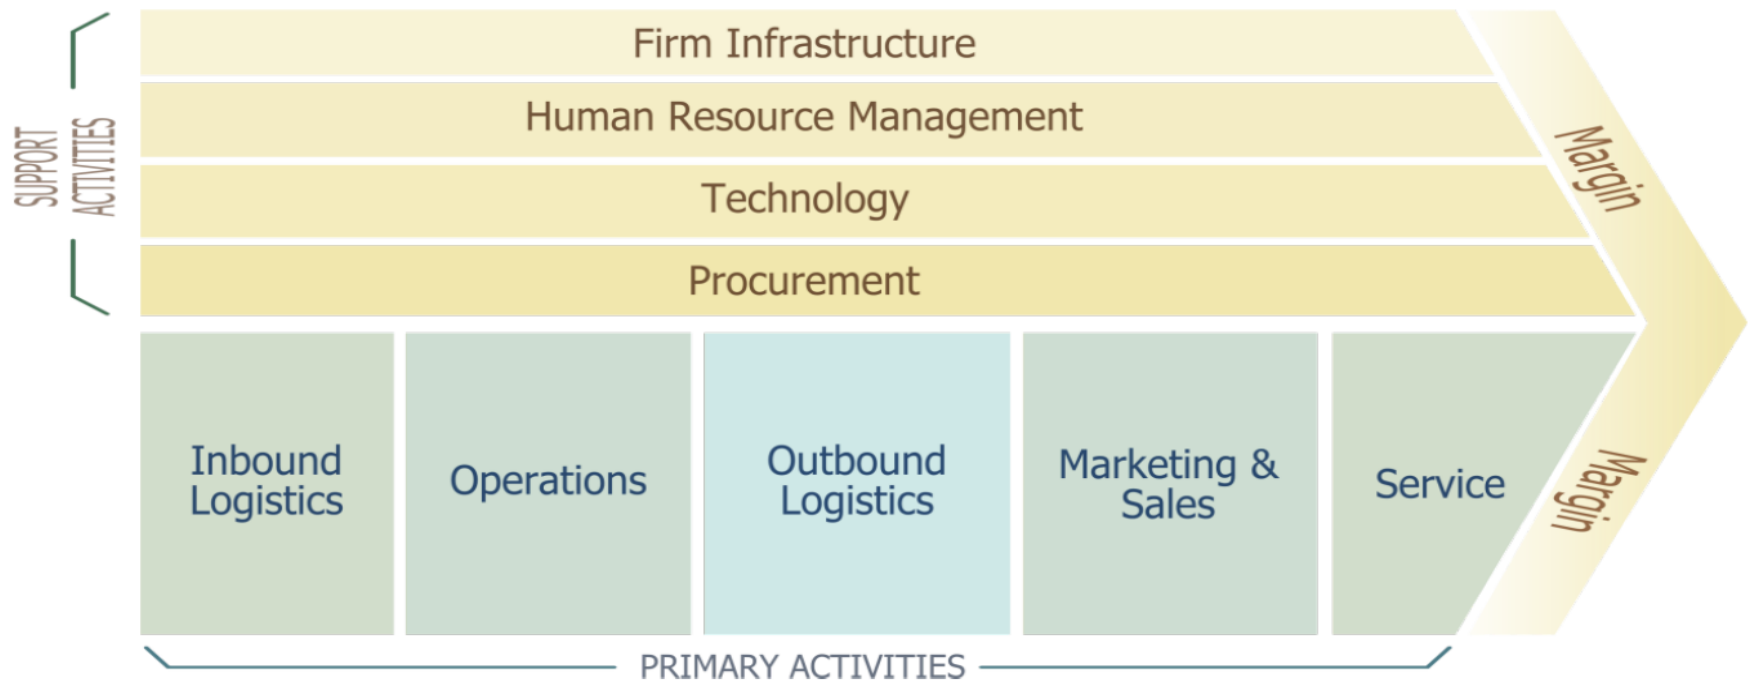 Firm Infrastructure
Human Resource Management
Technology
Procurement
SUPPORT
ACTIVITIES
Margin
Inbound
Logistics
Operations
Outbound
Logistics
Marketing &
Sales
Service
Margin
PRIMARY ACTIVITIES